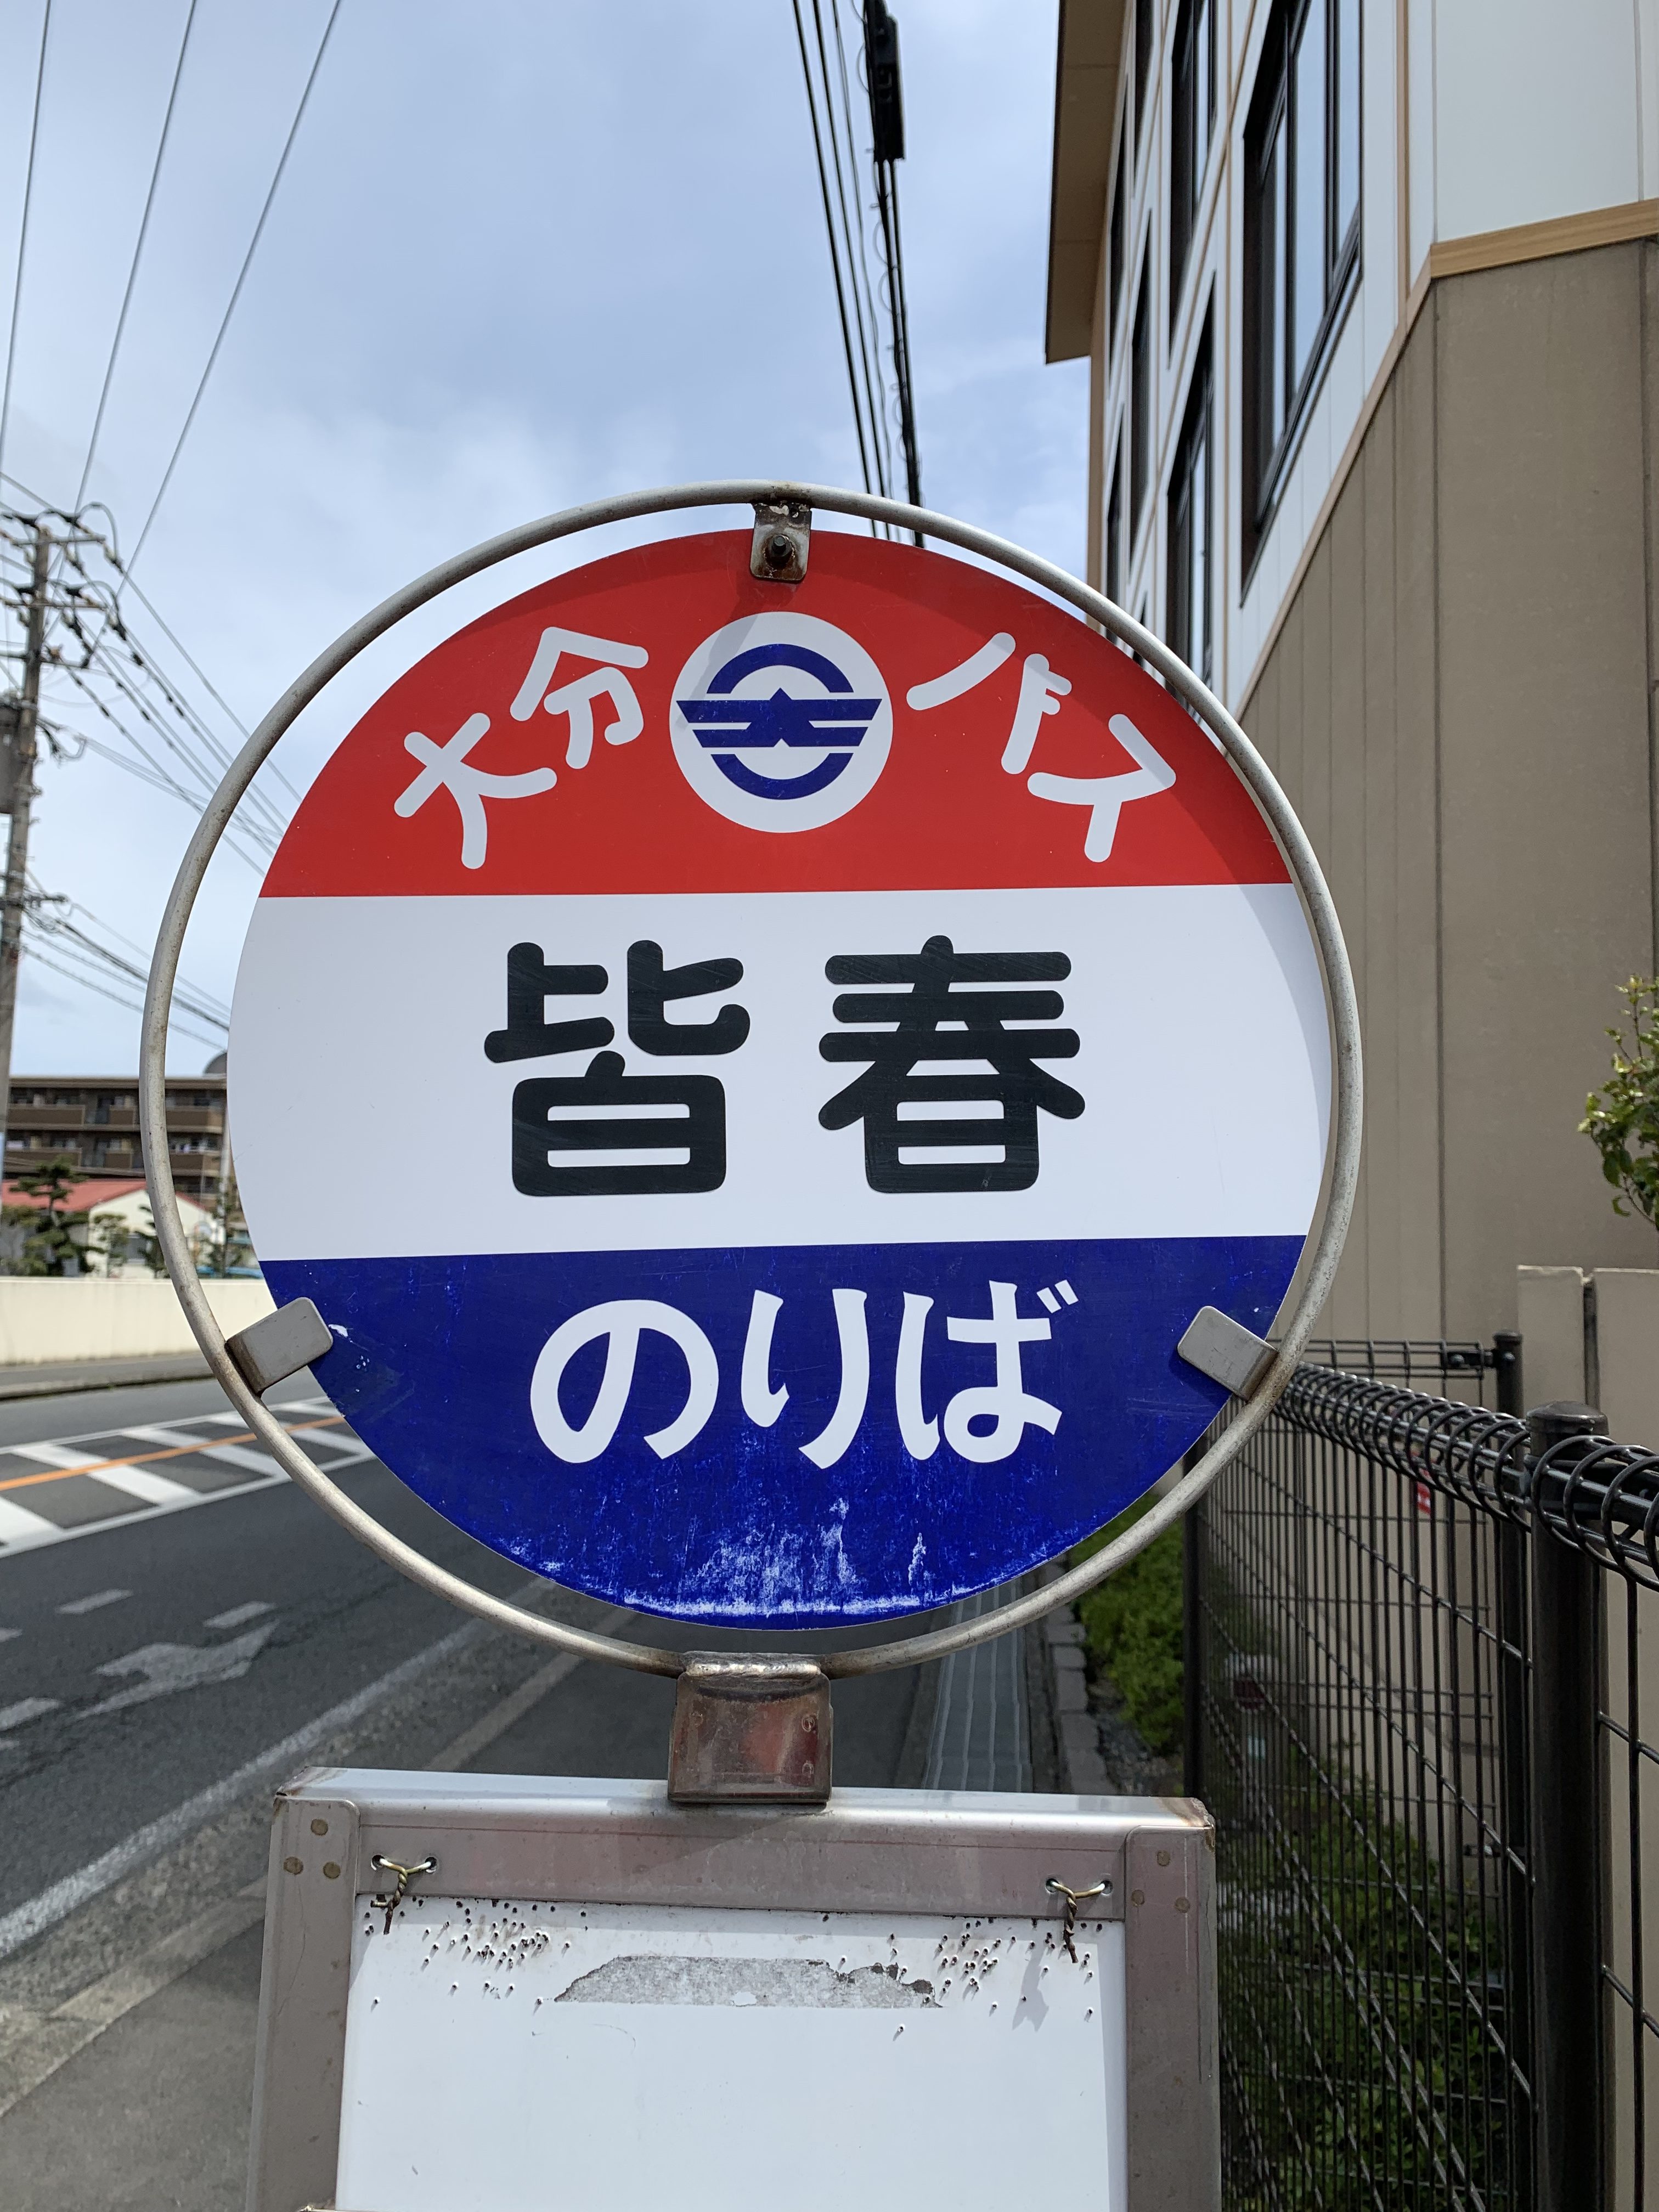 大分バス
皆春
のりば